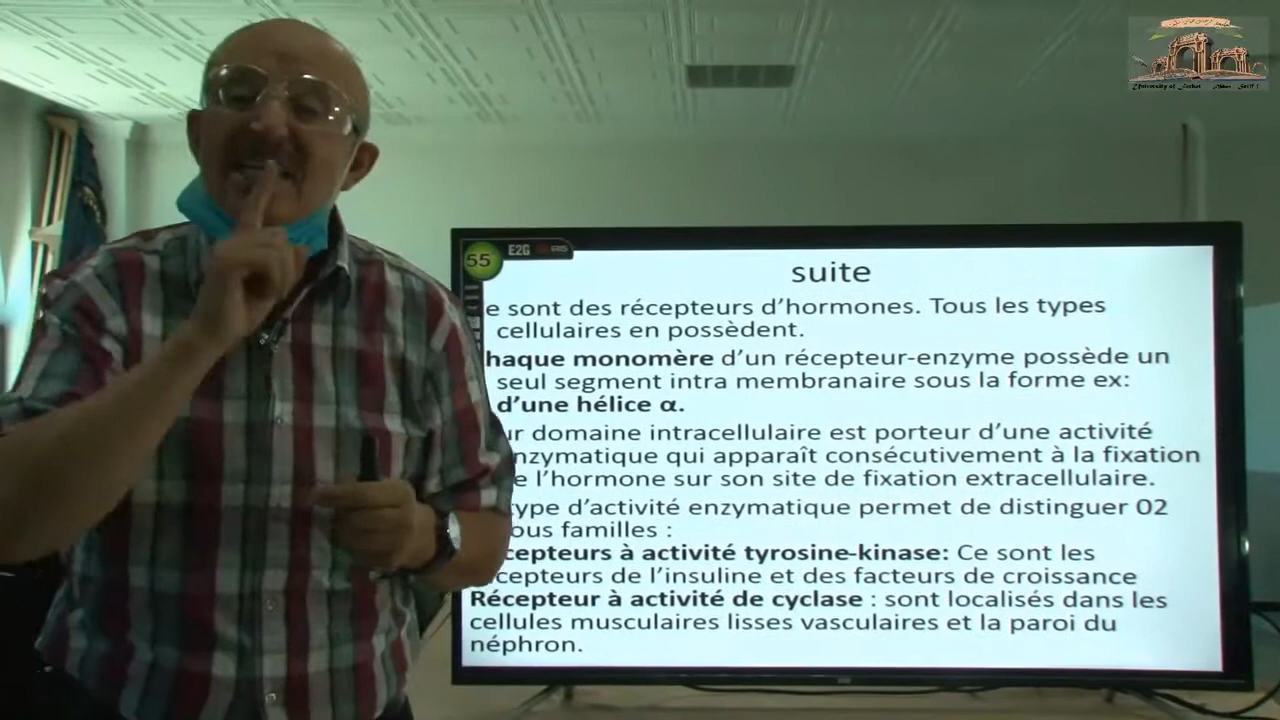 55
E2G
suite
e sont des récepteurs d’hormones. Tous les types
cellulaires en possèdent.
haque monomère d’un récepteur-enzyme possède un
seul segment intra membranaire sous la forme ex:
d’une hélice α.
ur domaine intracellulaire est porteur d’une activité
nzymatique qui apparaît consécutivement à la fixation
e l’hormone sur son site de fixation extracellulaire.
type d’activité enzymatique permet de distinguer 02
ous familles :
cepteurs à activité tyrosine-kinase: Ce sont les
cepteurs de l’insuline et des facteurs de croissance
Récepteur à activité de cyclase : sont localisés dans les
cellules musculaires lisses vasculaires et la paroi du
néphron.